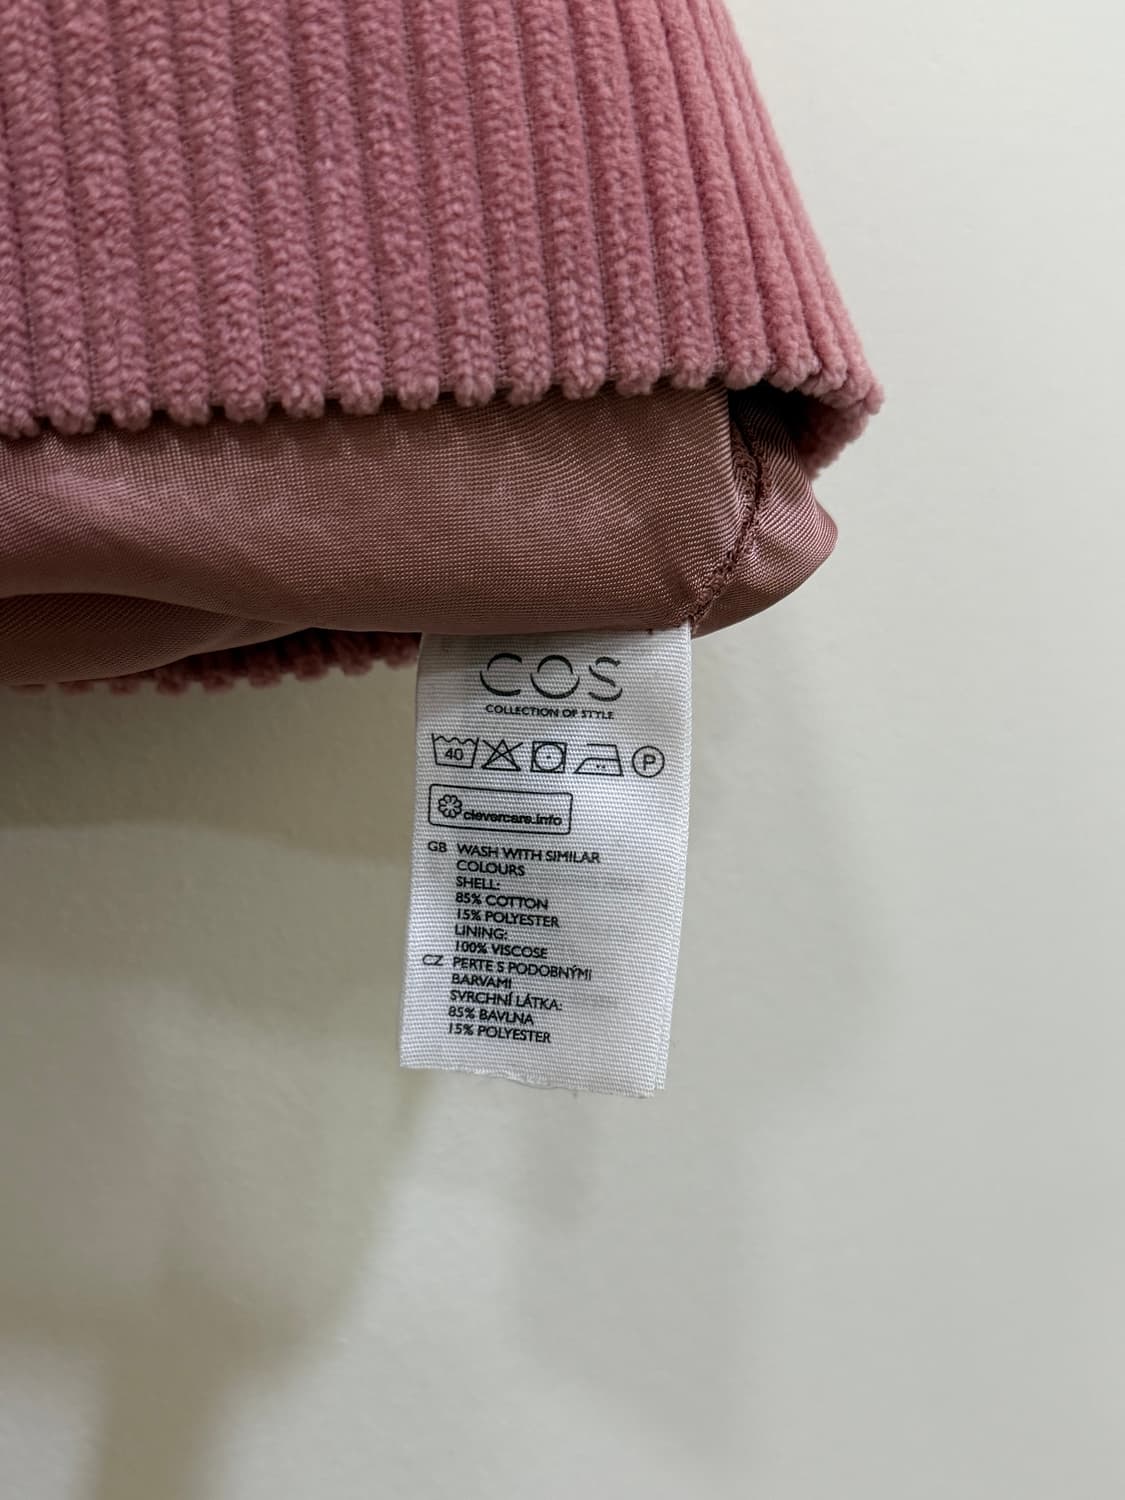 COS
COLLECTION OF STYLE
40 P
clevercare.info
GB WASH WITH SIMILAR
COLOURS
SHELL:
85% COTTON
15% POLYESTER
LINING:
100% VISCOSE
CZ PERTE S PODOBNÝMI
BARVAMI
SVRCHNÍ LÁTKA:
85% BAVLNA
15% POLYESTER